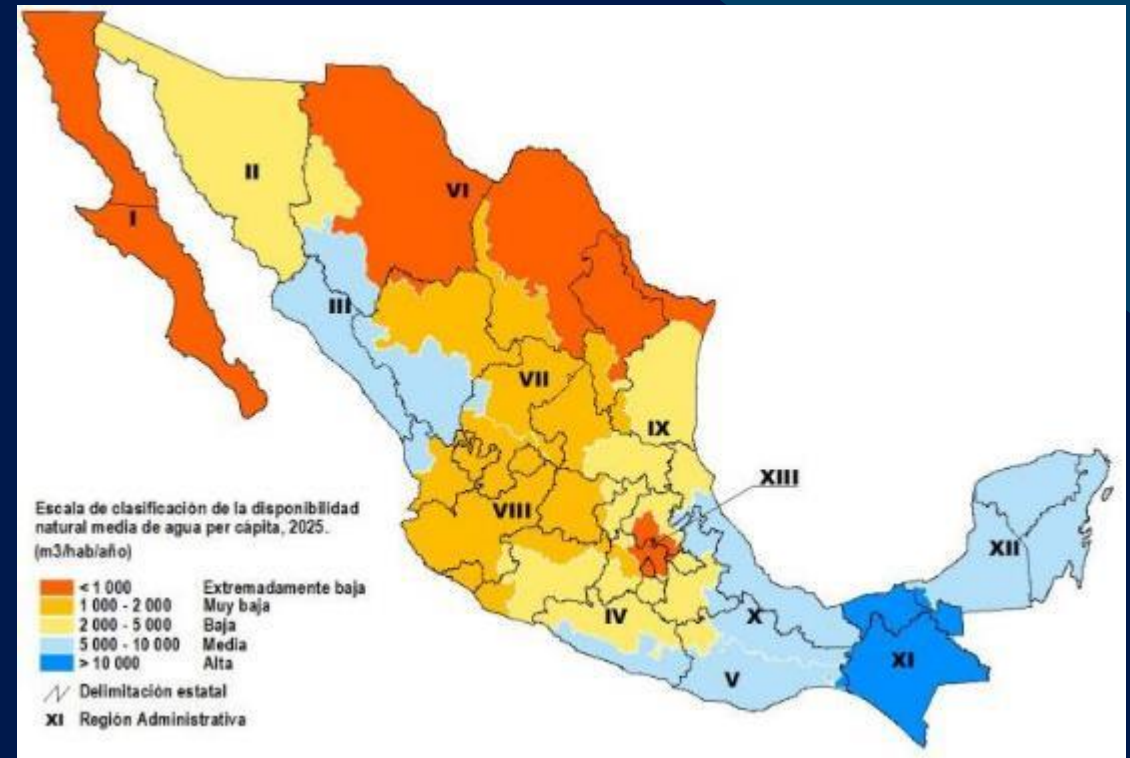 II
VI
I
III
VII
IX
XIII
VIII
XII
IV
X
XI
V
Escala de clasificación de la disponibilidad
natural media de agua per cápita, 2025.
(m3/hab/año)
< 1 000 Extremadamente baja
1 000 - 2 000 Muy baja
2 000 - 5 000 Baja
5 000 - 10 000 Media
> 10 000 Alta
Delimitación estatal
XI Región Administrativa